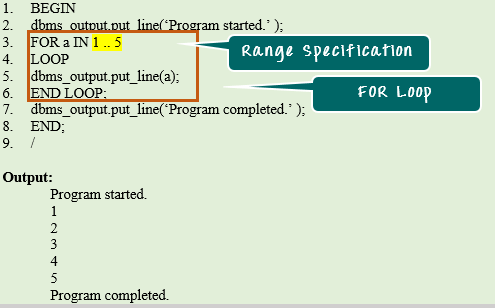 1. BEGIN
2. dbms_output.put_line(‘Program started.’ );
3. FOR a IN 1 .. 5
Range Specification
4. LOOP
5. dbms_output.put_line(a);
6. END LOOP;
FOR Loop
7. dbms_output.put_line(‘Program completed.’ );
8. END;
9. /
Output:
Program started.
1
2
3
4
5
Program completed.